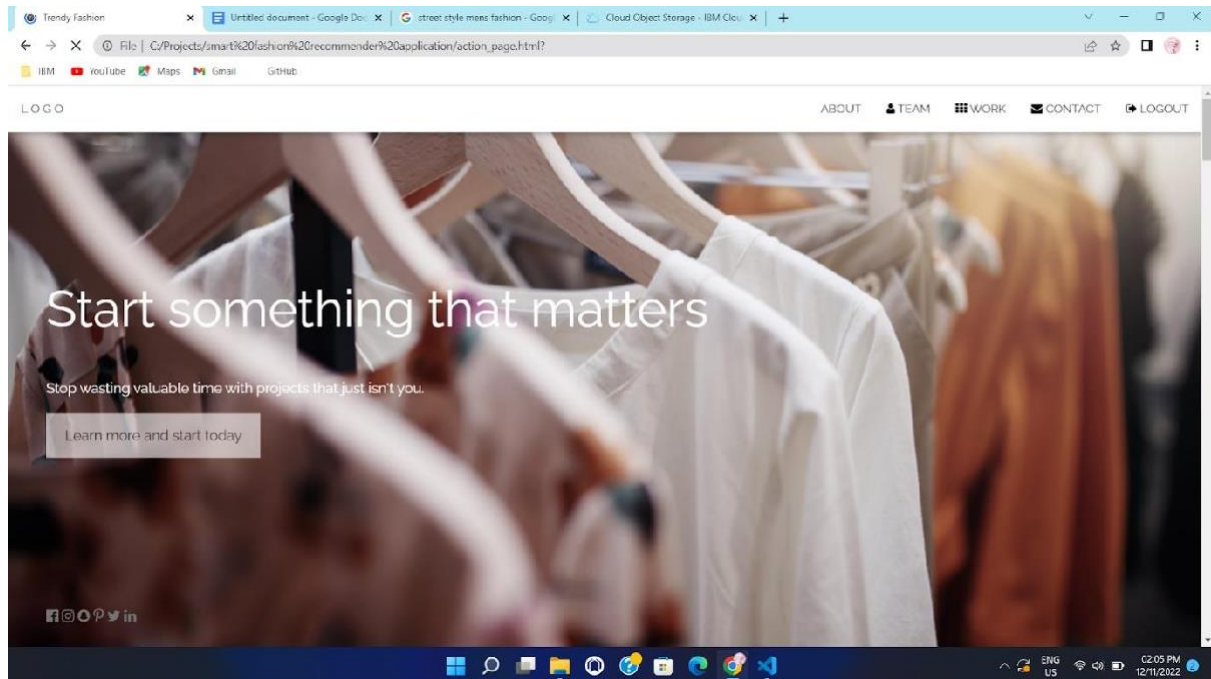 Trendy Fashion
Untitled document - Google Doc
street style mens fashion - Googl
Cloud Object Storage - IBM Clou
File | C:/Projects/smart%20fashion%20recommender%20application/action_page.html?
IBM YouTube Maps Gmail GitHub
LOGO ABOUT TEAM WORK CONTACT LOGOUT
Start something that matters
Stop wasting valuable time with projects that just isn't you.
Learn more and start today
ENG
US
02:05 PM
12/11/2022
2